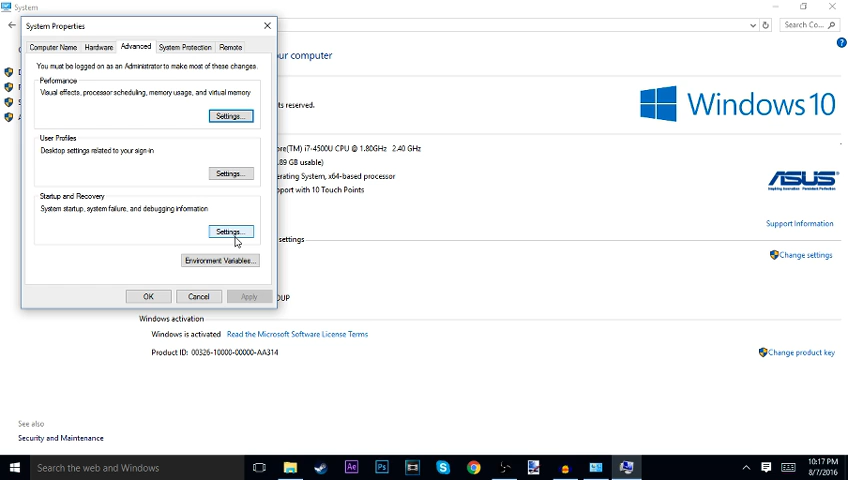 System
System Properties
Search Co...
Computer Name Hardware Advanced System Protection Remote
our computer
You must be logged on as an Administrator to make most of these changes.
Performance
Visual effects, processor scheduling, memory usage, and virtual memory
Settings...
hts reserved.
Windows 10
User Profiles
Desktop settings related to your sign-in
Settings...
ore(TM) i7-4500U CPU @ 1.80GHz 2.40 GHz
.89 GB usable)
erating System, x64-based processor
pport with 10 Touch Points
ASUS
Startup and Recovery
System startup, system failure, and debugging information
Settings...
Support Information
settings
Change settings
Environment Variables...
OK Cancel Apply
UP
Windows activation
Windows is activated Read the Microsoft Software License Terms
Product ID: 00326-10000-00000-AA314
Change product key
See also
Security and Maintenance
Search the web and Windows
Ae
Ps
10:17 PM
8/7/2016